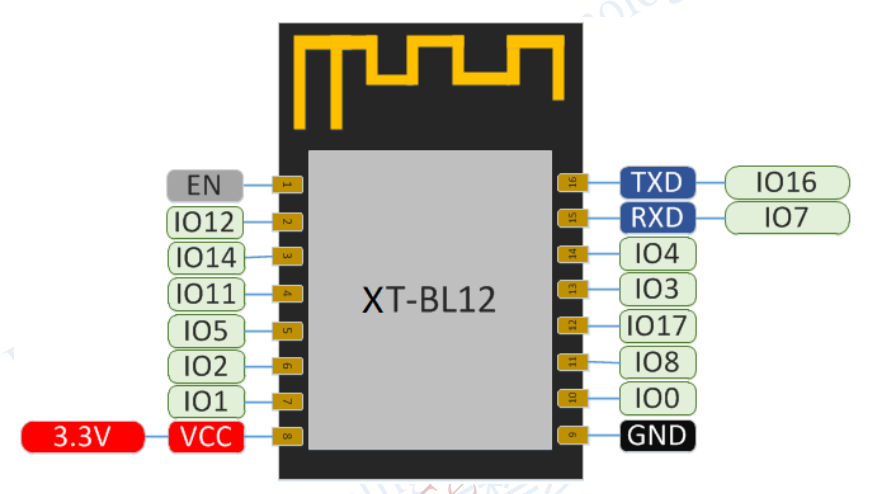 EN 1 16 TXD IO16
IO12 2 15 RXD IO7
IO14 3 14 IO4
IO11 4 13 IO3
XT-BL12
IO5 5 12 IO17
IO2 6 11 IO8
IO1 7 10 IO0
3.3V VCC 8 9 GND